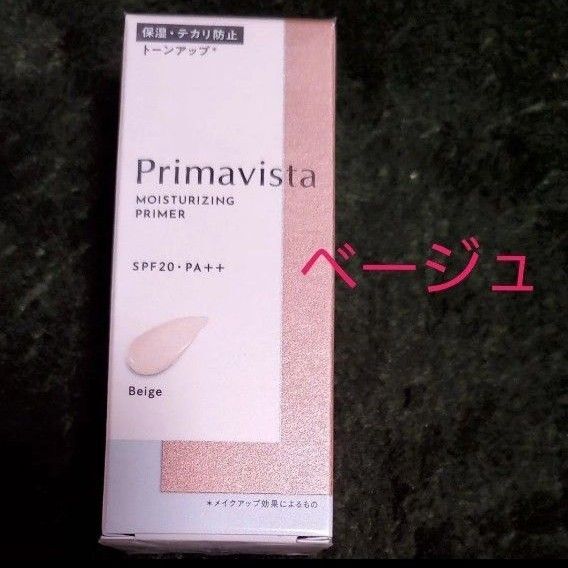 保湿・テカリ防止
トーンアップ*
Primavista
MOISTURIZING
PRIMER
SPF20・PA++
ベージュ
Beige
*メイクアップ効果によるもの